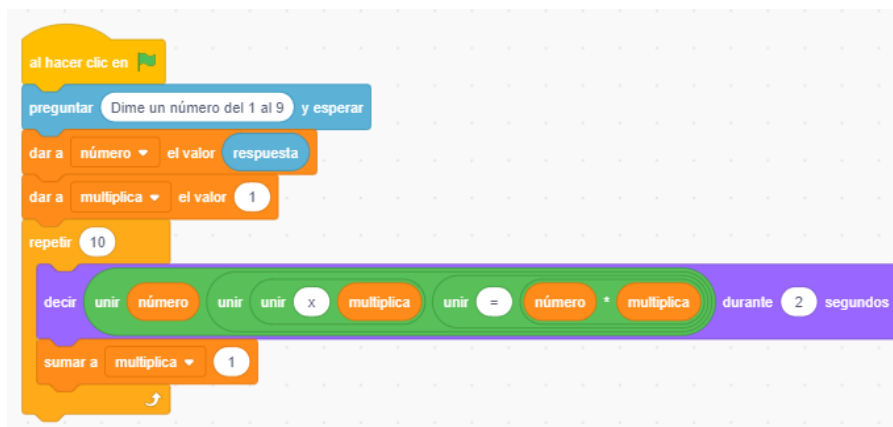 al hacer clic en
preguntar Dime un número del 1 al 9 y esperar
dar a número el valor respuesta
dar a multiplica el valor 1
repetir 10
decir unir número unir unir x multiplica unir = número * multiplica durante 2 segundos
sumar a multiplica 1